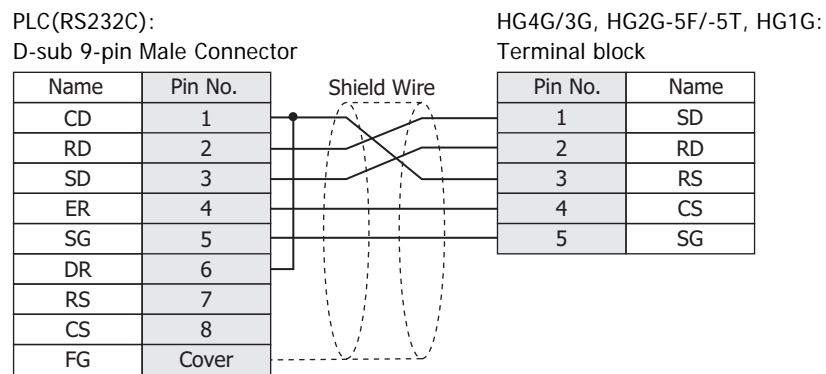 PLC(RS232C): HG4G/3G, HG2G-5F/-5T, HG1G:
D-sub 9-pin Male Connector Terminal block
Name Pin No. Shield Wire Pin No. Name
CD 1 1 SD
RD 2 2 RD
SD 3 3 RS
ER 4 4 CS
SG 5 5 SG
DR 6
RS 7
CS 8
FG Cover